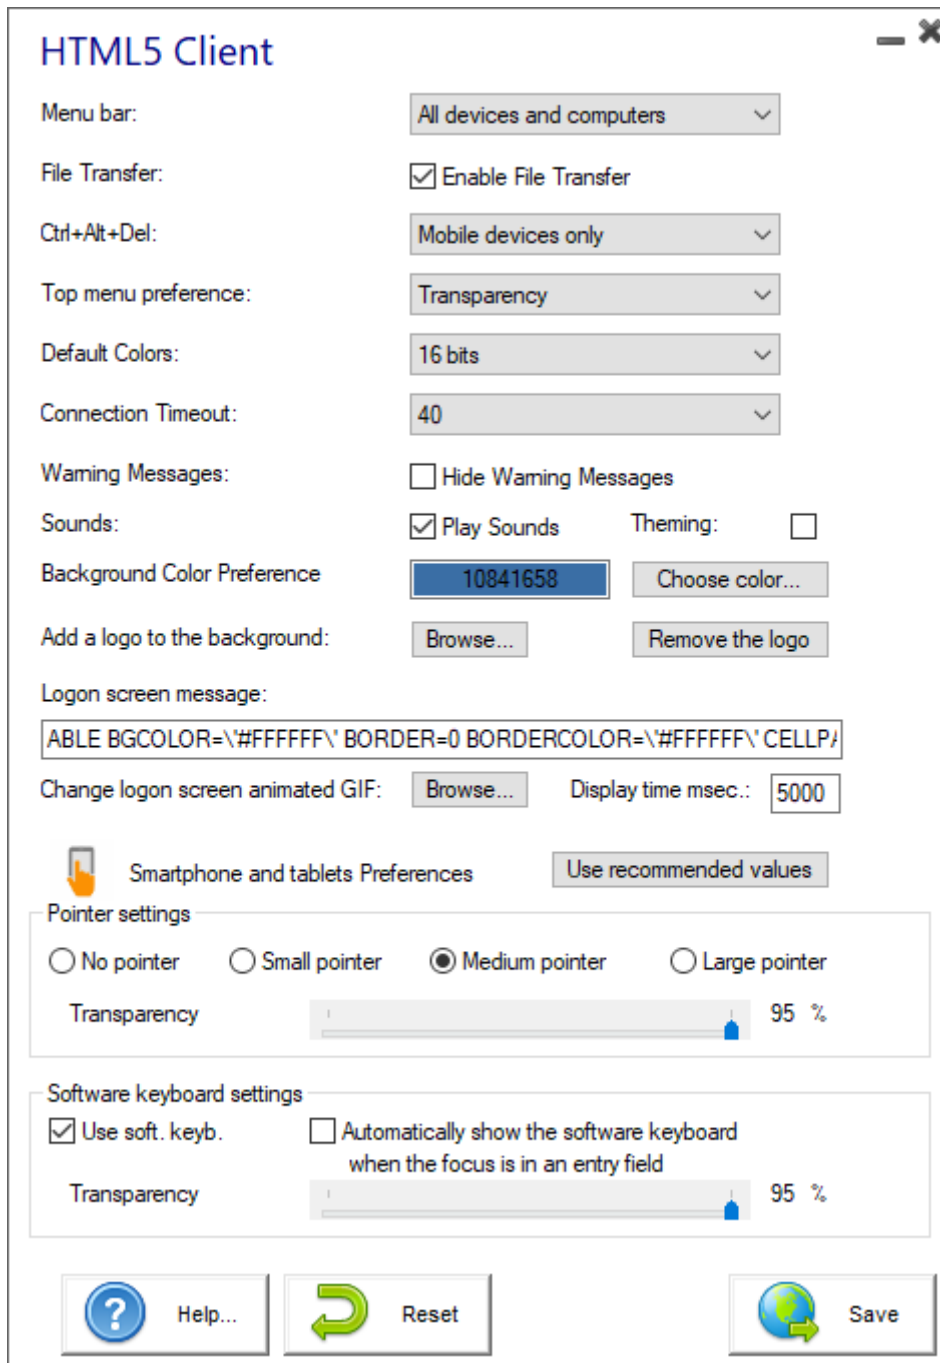 HTML5 Client
Menu bar: All devices and computers
File Transfer: Enable File Transfer
Ctrl+Alt+Del: Mobile devices only
Top menu preference: Transparency
Default Colors: 16 bits
Connection Timeout: 40
Warning Messages: Hide Warning Messages
Sounds: Play Sounds Theming:
Background Color Preference 10841658 Choose color...
Add a logo to the background: Browse... Remove the logo
Logon screen message:
ABLE BGCOLOR=\'#FFFFFF\' BORDER=0 BORDERCOLOR=\'#FFFFFF\' CELLPA
Change logon screen animated GIF: Browse... Display time msec.: 5000
Smartphone and tablets Preferences Use recommended values
Pointer settings
No pointer Small pointer Medium pointer Large pointer
Transparency 95 %
Software keyboard settings
Use soft. keyb. Automatically show the software keyboard
when the focus is in an entry field
Transparency 95 %
Help... Reset Save